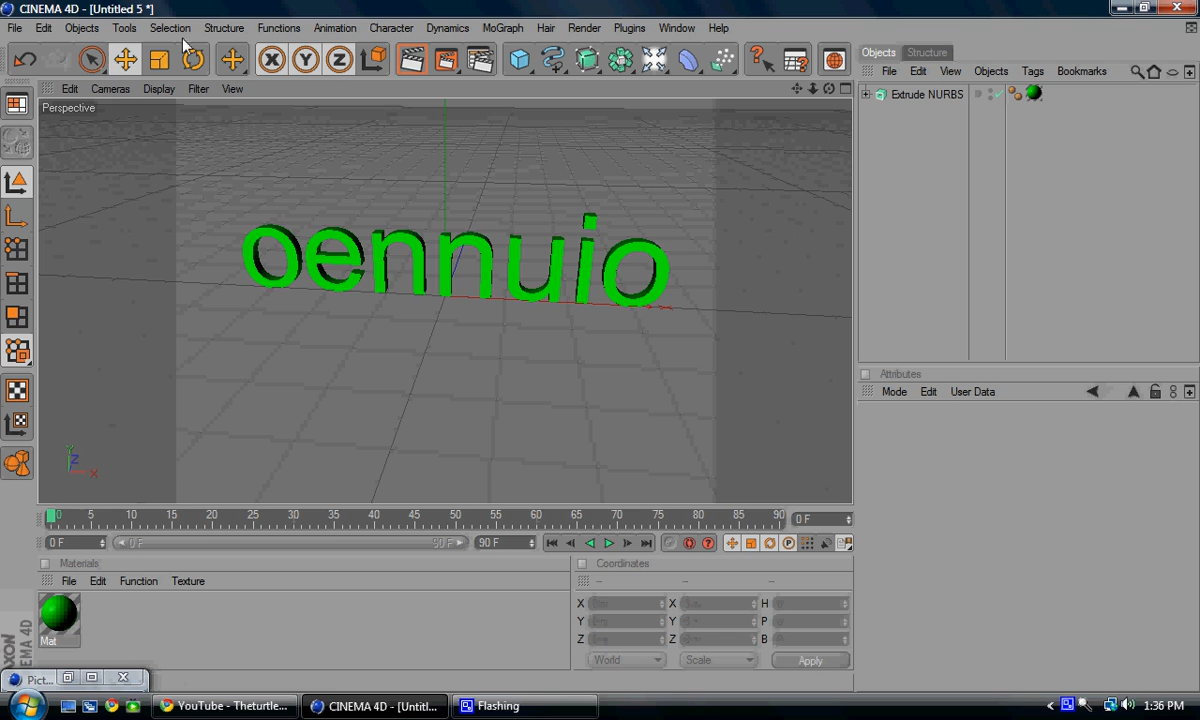 CINEMA 4D - [Untitled 5 *]
File Edit Objects Tools Selection Structure Functions Animation Character Dynamics MoGraph Hair Render Plugins Window Help
X Y Z
Objects Structure
File Edit View Objects Tags Bookmarks
Extrude NURBS
Edit Cameras Display Filter View
Perspective
oennuio
Y
Z
X
Attributes
Mode Edit User Data
0 5 10 15 20 25 30 35 40 45 50 55 60 65 70 75 80 85 90 0 F
0 F 0 F 90 F 90 F
Materials
File Edit Function Texture
Mat
Coordinates
-- -- --
X X H
Y Y P
Z Z B
World Scale Apply
CINEMA 4D
Pict...
YouTube - Theturtle... CINEMA 4D - [Untitl... Flashing 1:36 PM